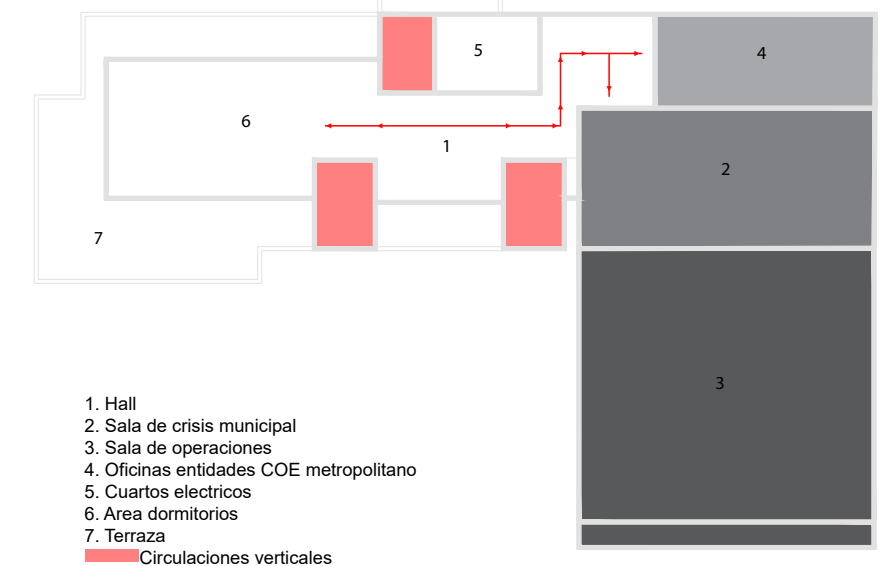 5
4
6
1
2
7
3
1. Hall
2. Sala de crisis municipal
3. Sala de operaciones
4. Oficinas entidades COE metropolitano
5. Cuartos electricos
6. Area dormitorios
7. Terraza
Circulaciones verticales